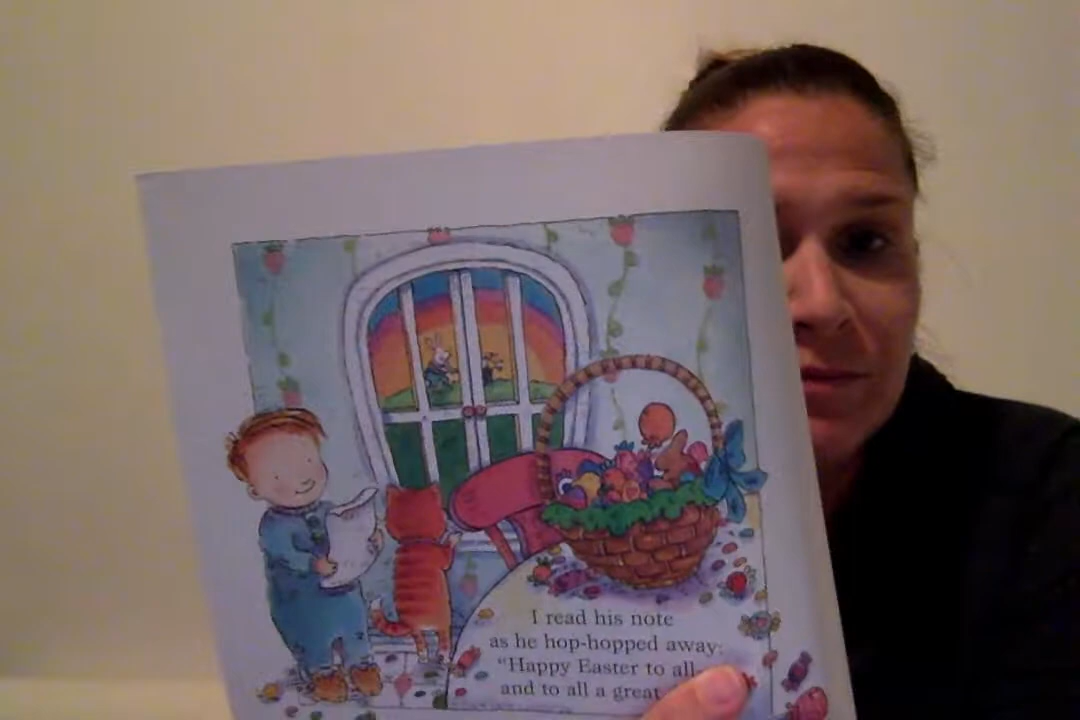 I read his note
as he hop-hopped away:
"Happy Easter to all
and to all a great